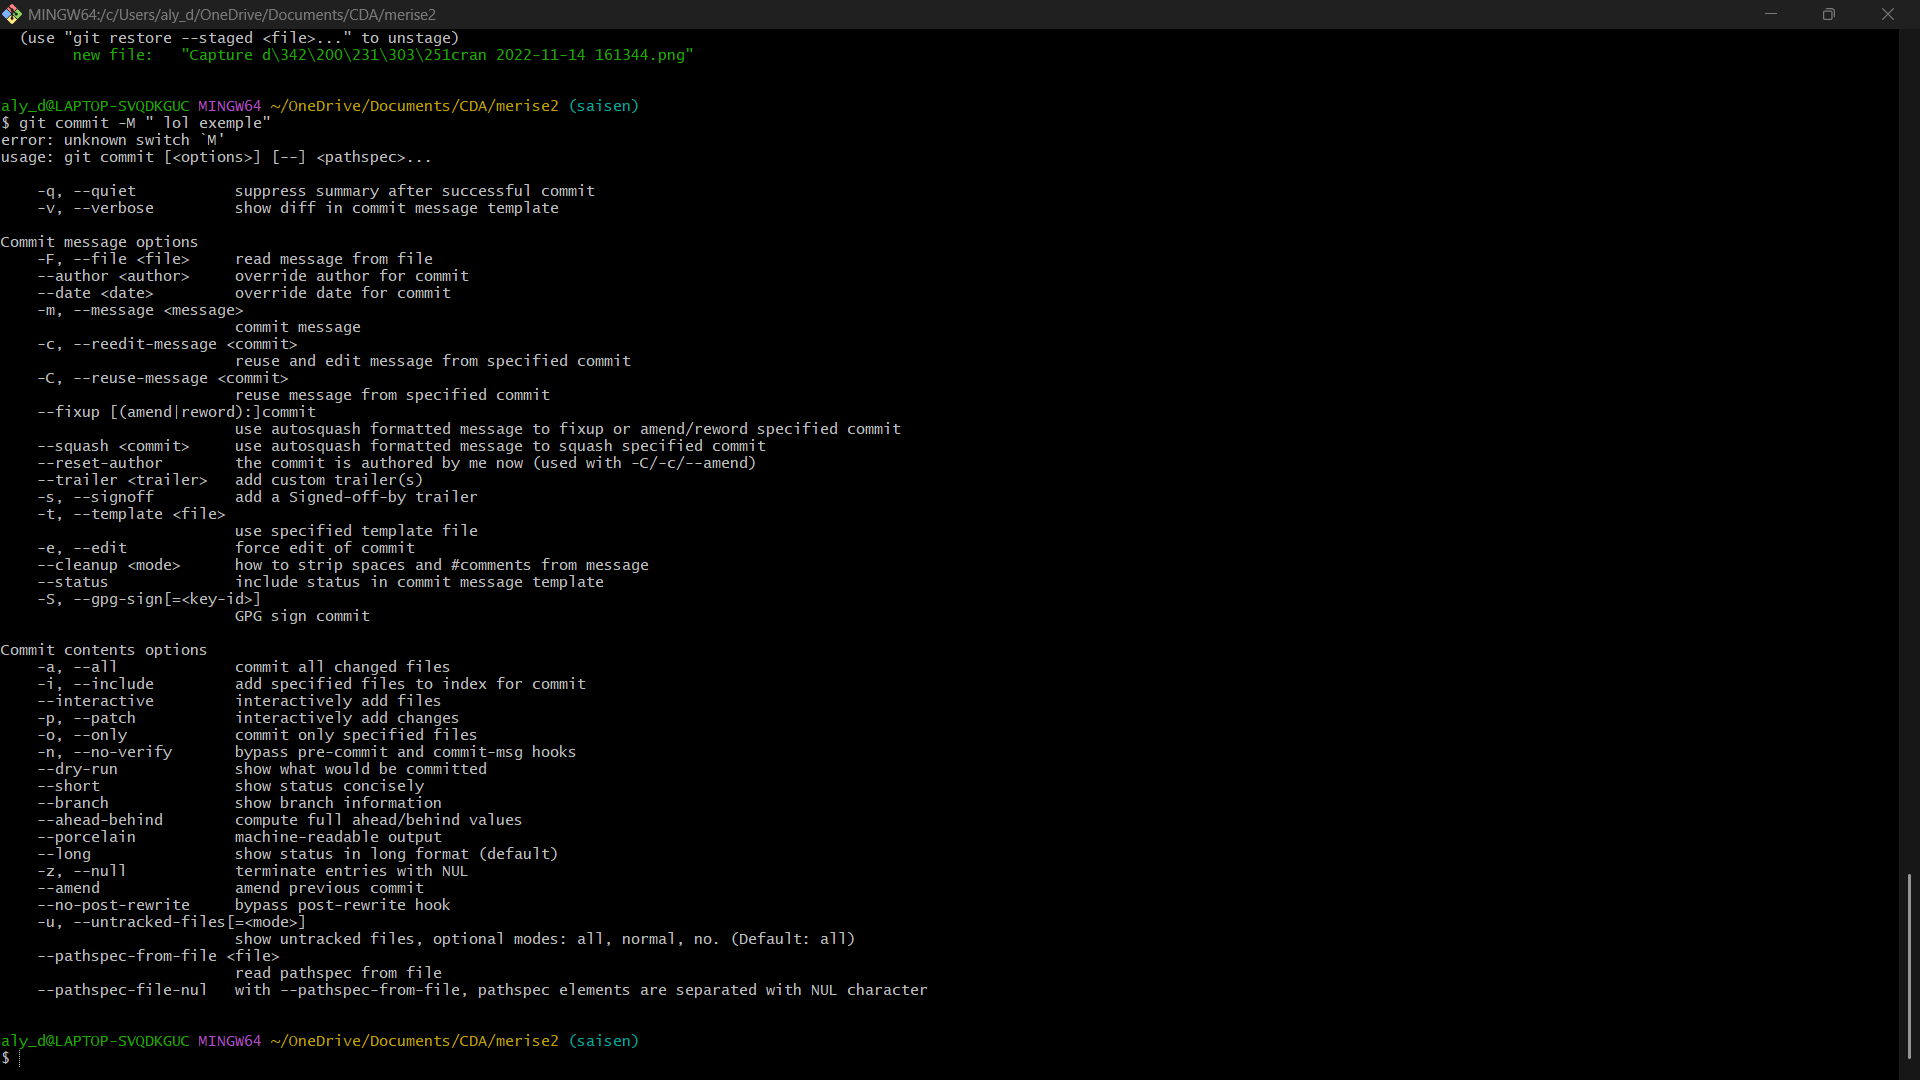 MINGW64:/c/Users/aly_d/OneDrive/Documents/CDA/merise2
(use "git restore --staged <file>..." to unstage)
new file:   "Capture d\342\200\231\303\251cran 2022-11-14 161344.png"
aly_d@LAPTOP-SVQDKGUC MINGW64 ~/OneDrive/Documents/CDA/merise2 (saisen)
$ git commit -M " lol exemple"
error: unknown switch `M'
usage: git commit [<options>] [--] <pathspec>...
-q, --quiet           suppress summary after successful commit
-v, --verbose         show diff in commit message template
Commit message options
-F, --file <file>     read message from file
--author <author>     override author for commit
--date <date>         override date for commit
-m, --message <message>
commit message
-c, --reedit-message <commit>
reuse and edit message from specified commit
-C, --reuse-message <commit>
reuse message from specified commit
--fixup [(amend|reword):]commit
use autosquash formatted message to fixup or amend/reword specified commit
--squash <commit>     use autosquash formatted message to squash specified commit
--reset-author        the commit is authored by me now (used with -C/-c/--amend)
--trailer <trailer>   add custom trailer(s)
-s, --signoff         add a Signed-off-by trailer
-t, --template <file>
use specified template file
-e, --edit            force edit of commit
--cleanup <mode>      how to strip spaces and #comments from message
--status              include status in commit message template
-S, --gpg-sign[=<key-id>]
GPG sign commit
Commit contents options
-a, --all             commit all changed files
-i, --include         add specified files to index for commit
--interactive         interactively add files
-p, --patch           interactively add changes
-o, --only            commit only specified files
-n, --no-verify       bypass pre-commit and commit-msg hooks
--dry-run             show what would be committed
--short               show status concisely
--branch              show branch information
--ahead-behind        compute full ahead/behind values
--porcelain           machine-readable output
--long                show status in long format (default)
-z, --null            terminate entries with NUL
--amend               amend previous commit
--no-post-rewrite     bypass post-rewrite hook
-u, --untracked-files[=<mode>]
show untracked files, optional modes: all, normal, no. (Default: all)
--pathspec-from-file <file>
read pathspec from file
--pathspec-file-nul   with --pathspec-from-file, pathspec elements are separated with NUL character
aly_d@LAPTOP-SVQDKGUC MINGW64 ~/OneDrive/Documents/CDA/merise2 (saisen)
$